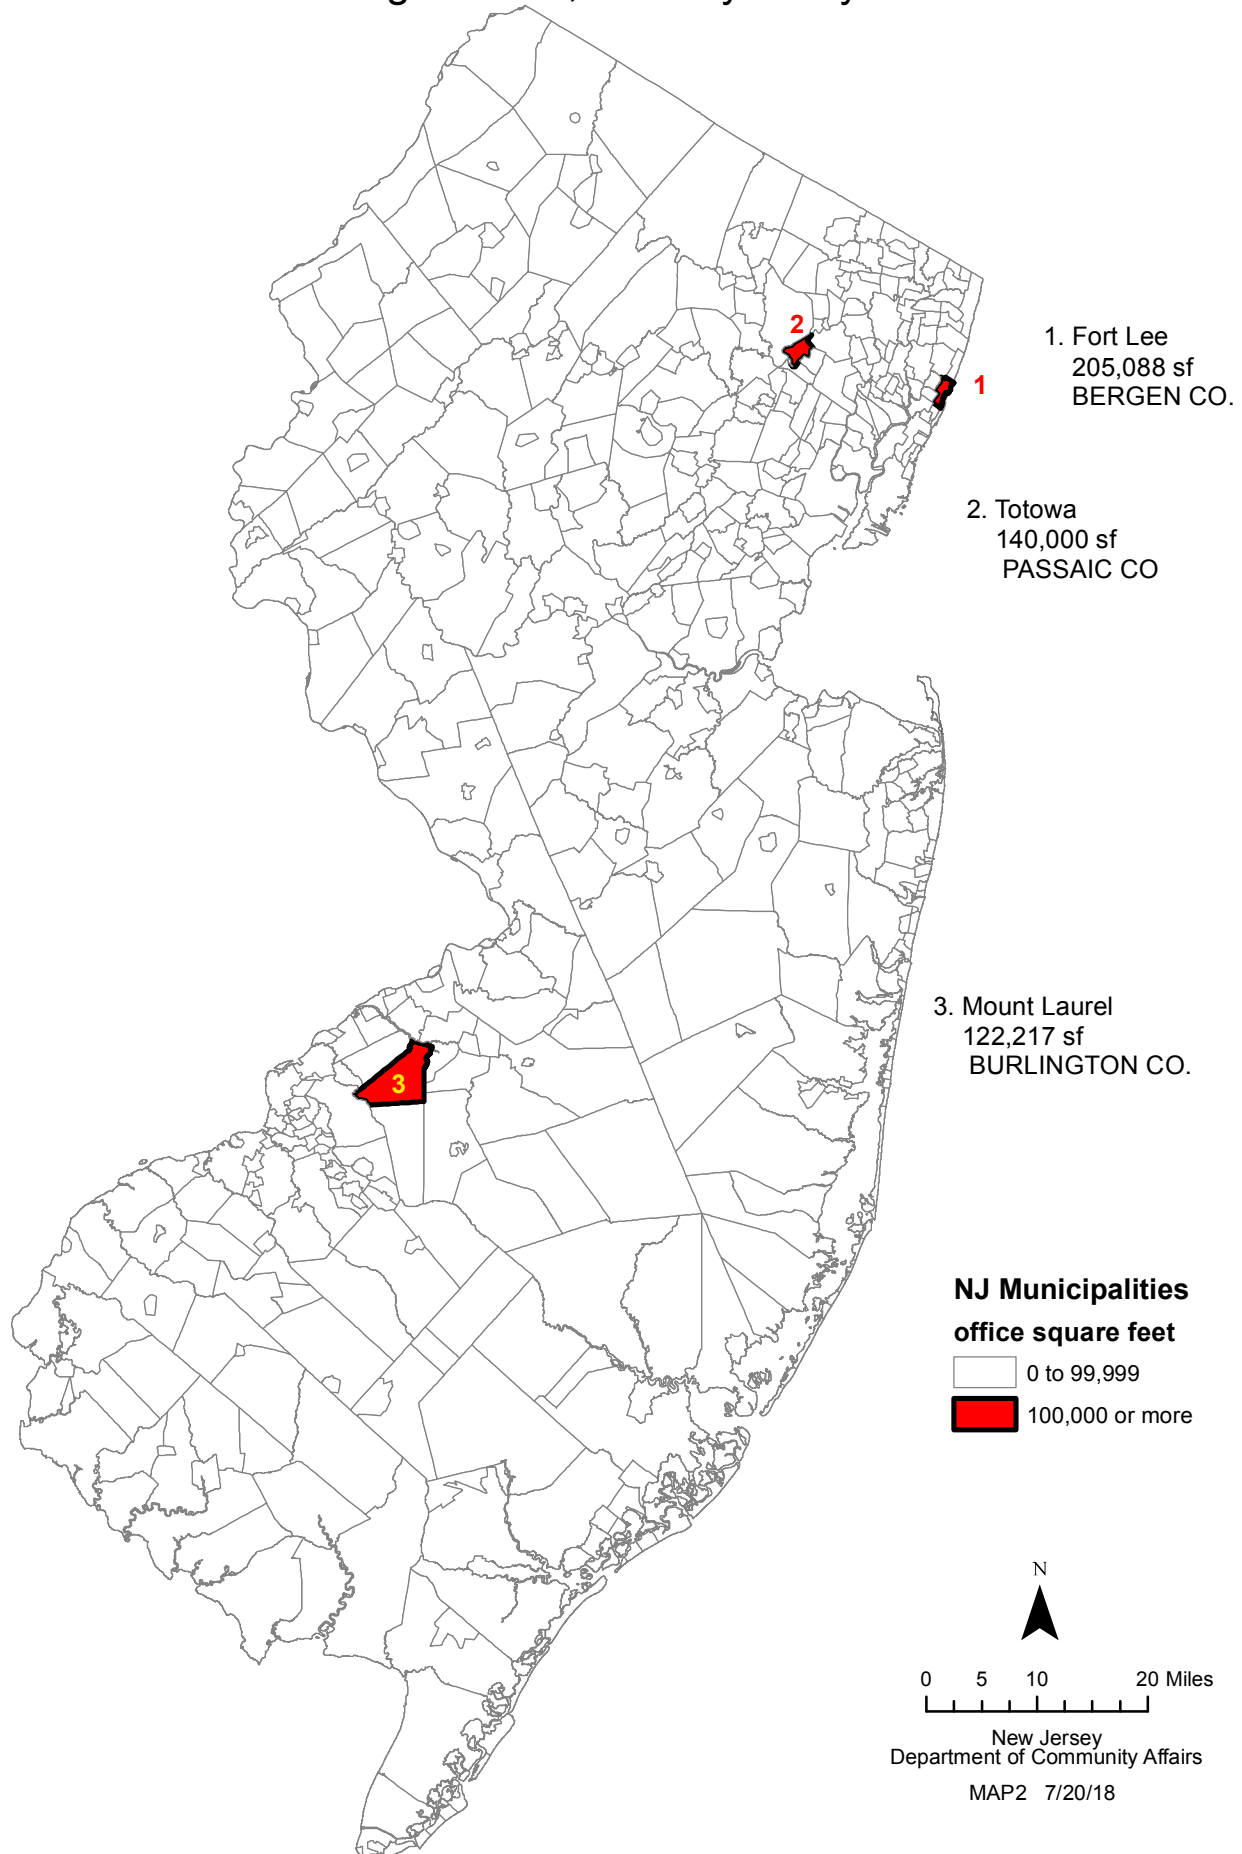 2
1
1. Fort Lee
205,088 sf
BERGEN CO.
2. Totowa
140,000 sf
PASSAIC CO
3. Mount Laurel
122,217 sf
BURLINGTON CO.
3
NJ Municipalities
office square feet
0 to 99,999
100,000 or more
N
0 5 10 20 Miles
New Jersey
Department of Community Affairs
MAP2 7/20/18